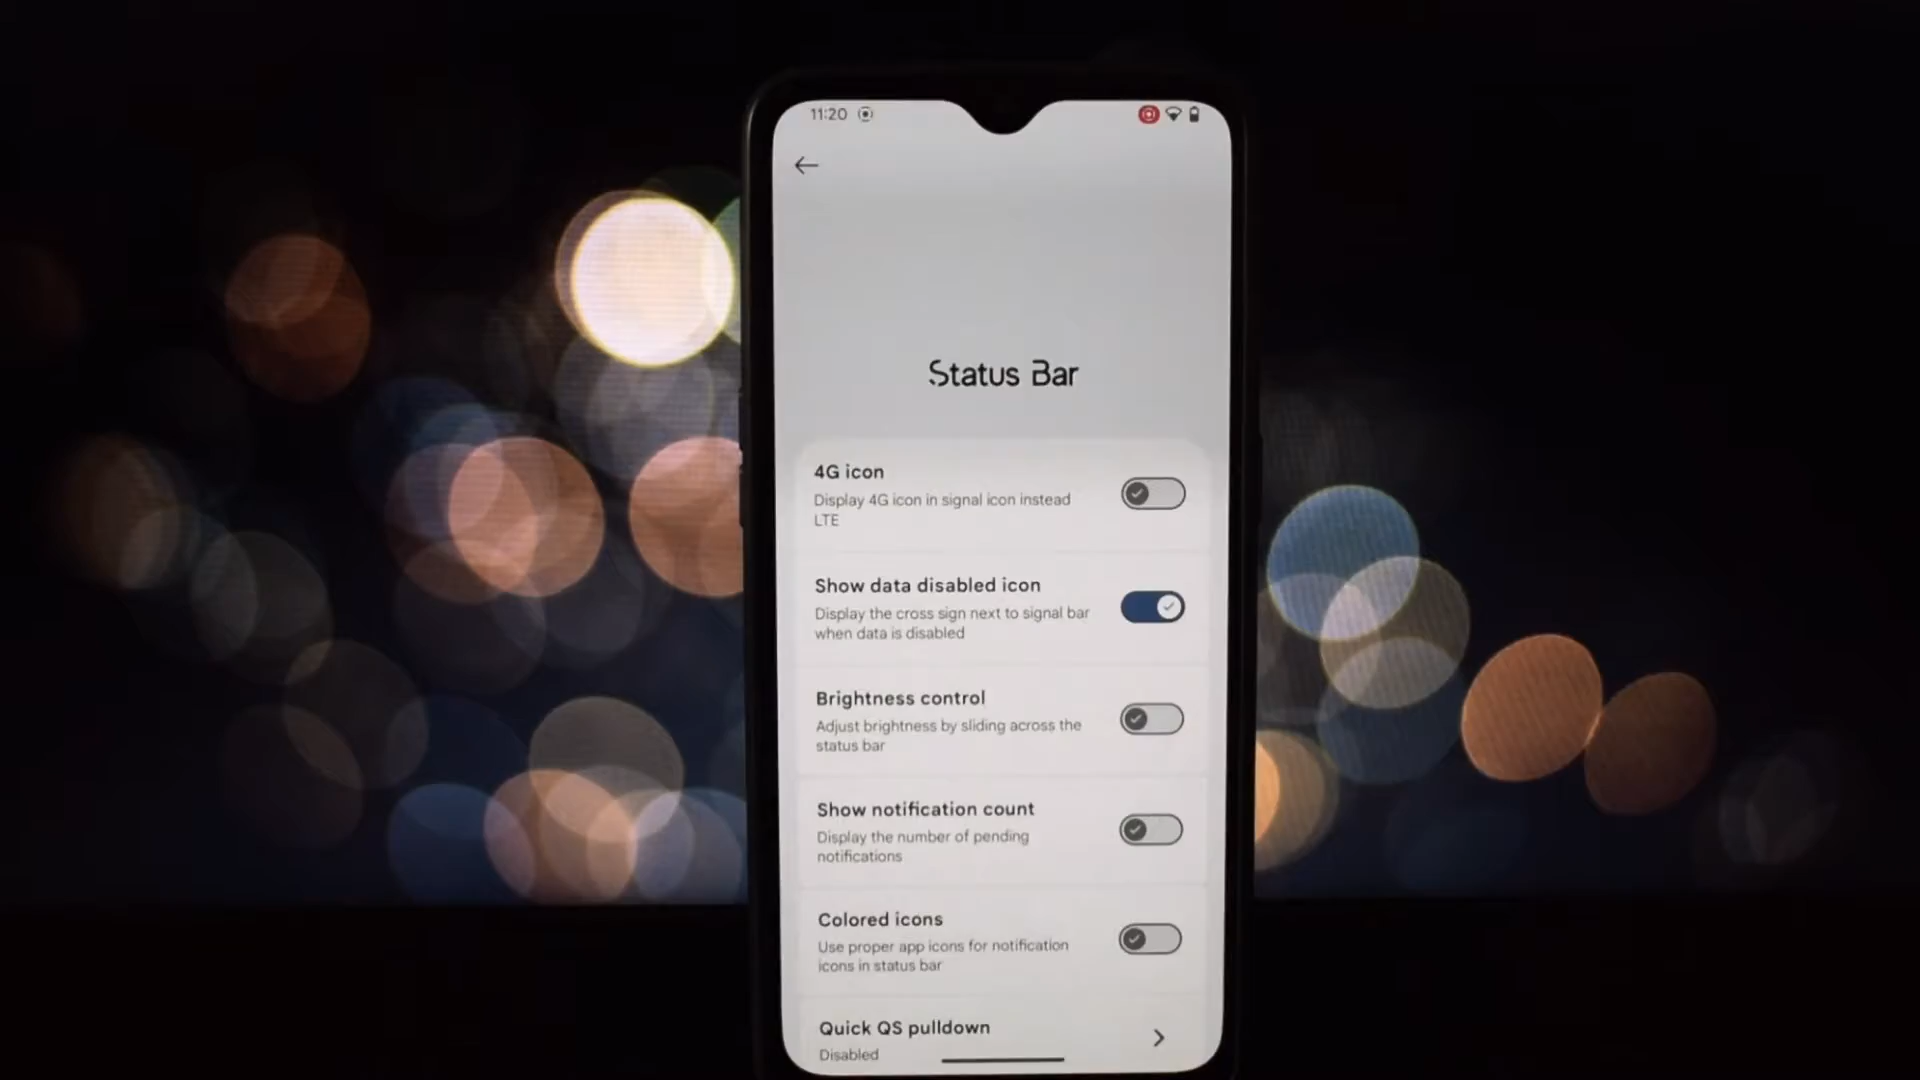 11:20
Status Bar
4G icon
Display 4G icon in signal icon instead
LTE
Show data disabled icon
Display the cross sign next to signal bar
when data is disabled
Brightness control
Adjust brightness by sliding across the
status bar
Show notification count
Display the number of pending
notifications
Colored icons
Use proper app icons for notification
icons in status bar
Quick QS pulldown
Disabled